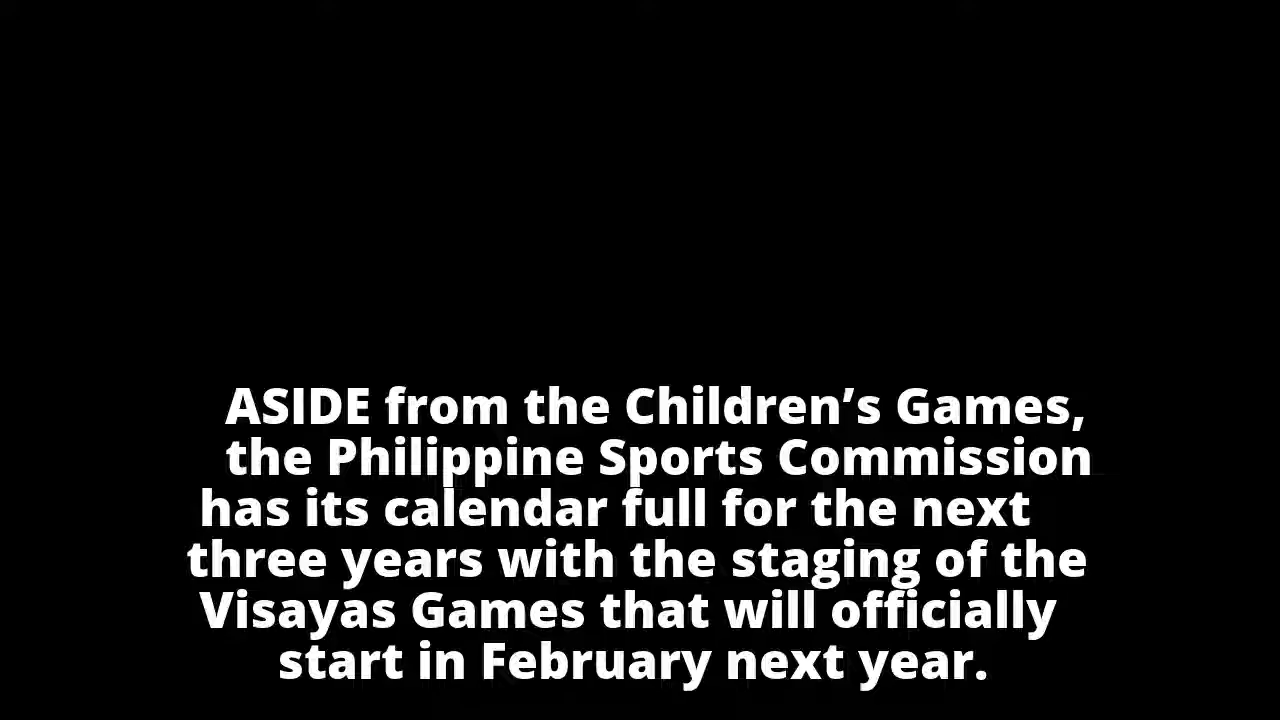 ASIDE from the Children’s Games,
the Philippine Sports Commission
has its calendar full for the next
three years with the staging of the
Visayas Games that will officially
start in February next year.